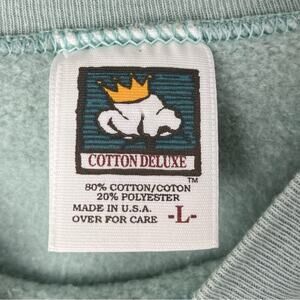 COTTON DELUXE
TM
80% COTTON/COTON
20% POLYESTER
MADE IN U.S.A.
OVER FOR CARE -L-